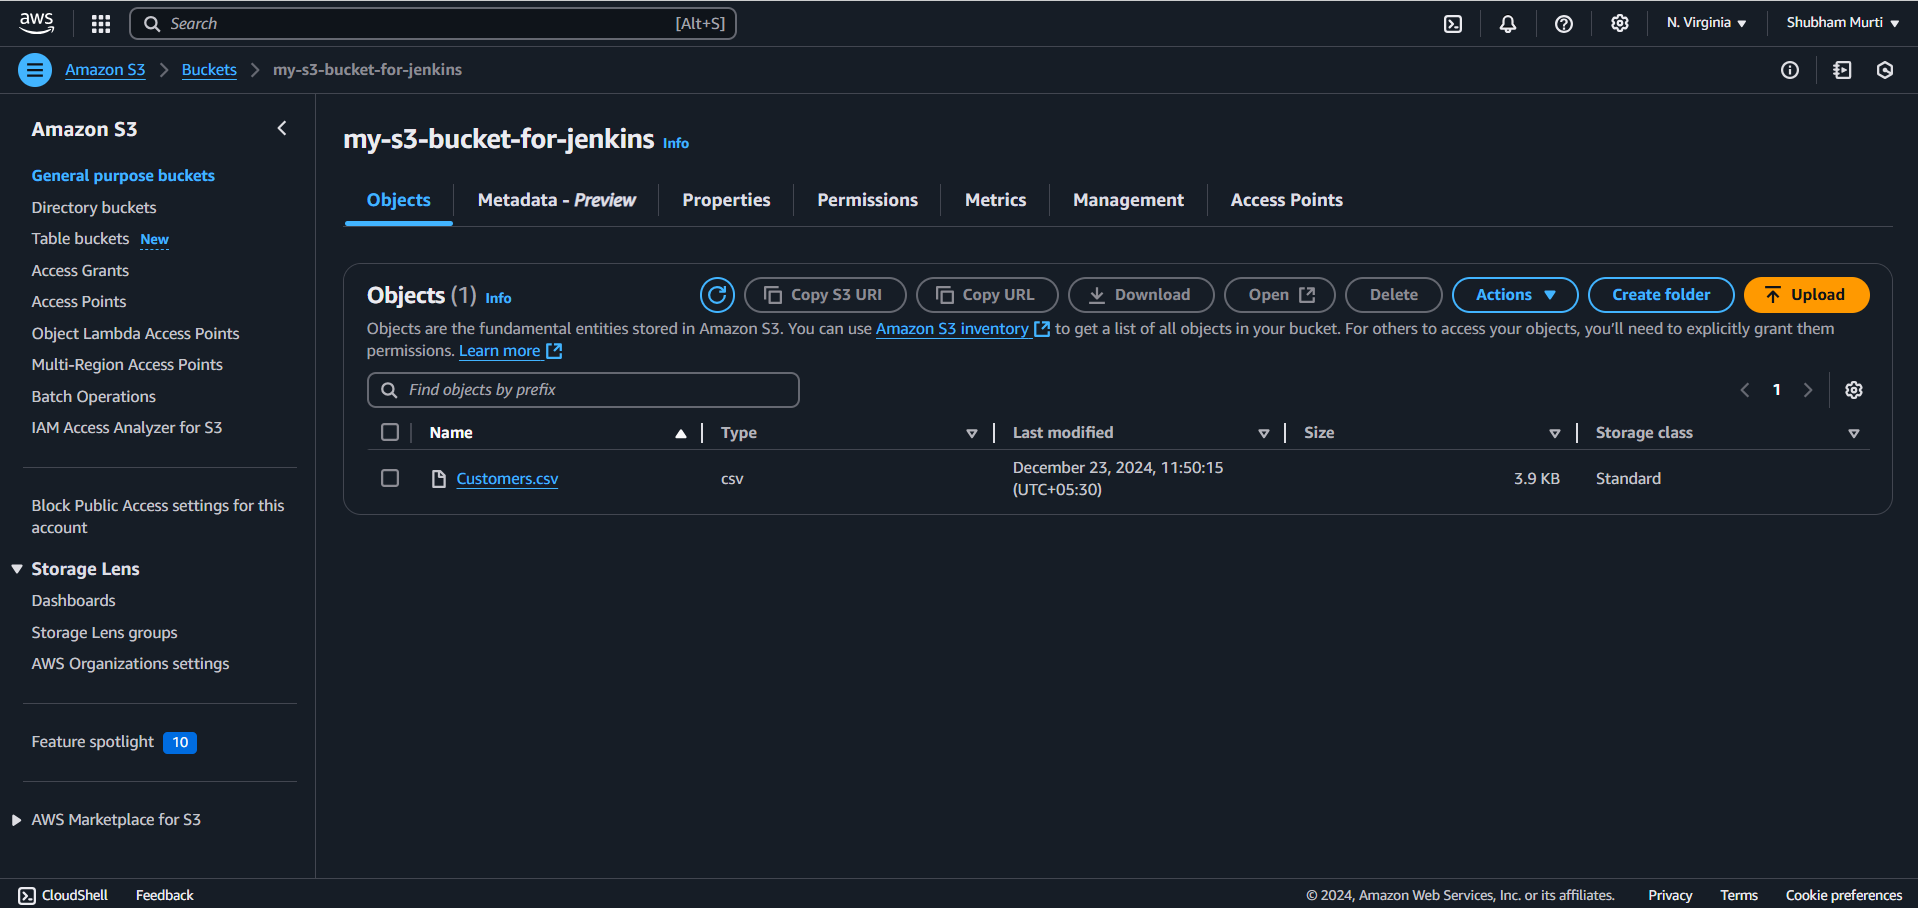 aws
Search
[Alt+S]
N. Virginia
Shubham Murti
Amazon S3
Buckets
my-s3-bucket-for-jenkins
Amazon S3
General purpose buckets
Directory buckets
Table buckets New
Access Grants
Access Points
Object Lambda Access Points
Multi-Region Access Points
Batch Operations
IAM Access Analyzer for S3
Block Public Access settings for this
account
Storage Lens
Dashboards
Storage Lens groups
AWS Organizations settings
Feature spotlight 10
AWS Marketplace for S3
my-s3-bucket-for-jenkins Info
Objects
Metadata - Preview
Properties
Permissions
Metrics
Management
Access Points
Objects (1) Info
Copy S3 URI
Copy URL
Download
Open
Delete
Actions
Create folder
Upload
Objects are the fundamental entities stored in Amazon S3. You can use Amazon S3 inventory to get a list of all objects in your bucket. For others to access your objects, you'll need to explicitly grant them
permissions. Learn more
Find objects by prefix
1
Name
Type
Last modified
Size
Storage class
Customers.csv
csv
December 23, 2024, 11:50:15
(UTC+05:30)
3.9 KB
Standard
CloudShell
Feedback
© 2024, Amazon Web Services, Inc. or its affiliates.
Privacy
Terms
Cookie preferences